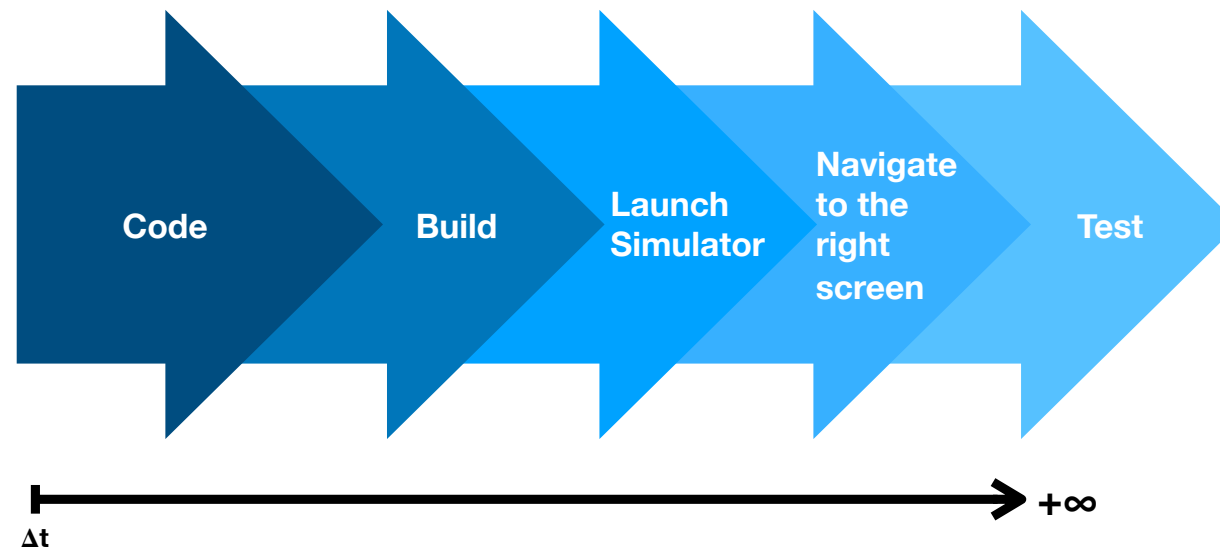 Code
Build
Launch
Simulator
Navigate
to the
right
screen
Test
+∞
Δt